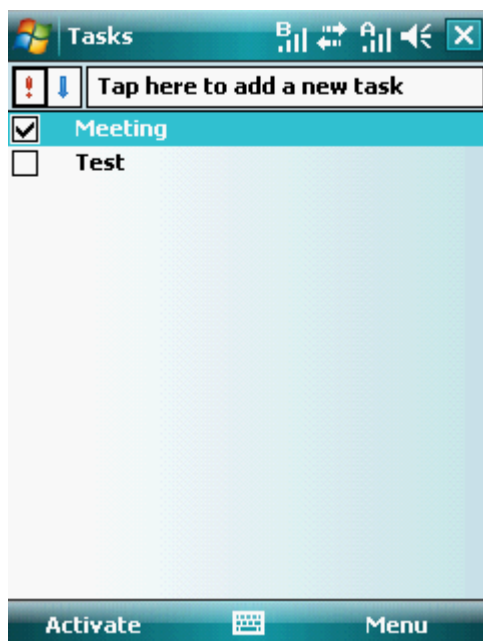 Tasks
B
A
Tap here to add a new task
Meeting
Test
Activate
Menu